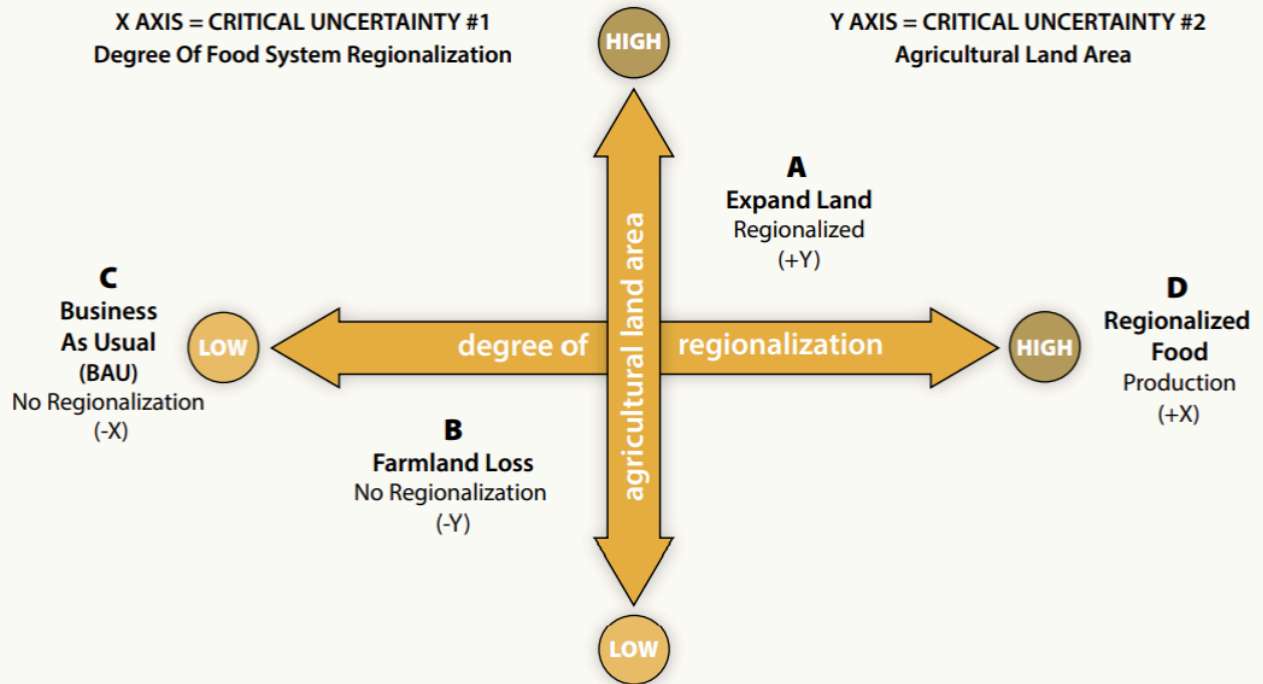 X AXIS = CRITICAL UNCERTAINTY #1
Degree Of Food System Regionalization
Y AXIS = CRITICAL UNCERTAINTY #2
Agricultural Land Area
HIGH
A
Expand Land
Regionalized
(+Y)
C
Business
As Usual
(BAU)
No Regionalization
(-X)
LOW
degree of regionalization
agricultural land area
HIGH
D
Regionalized
Food
Production
(+X)
B
Farmland Loss
No Regionalization
(-Y)
LOW